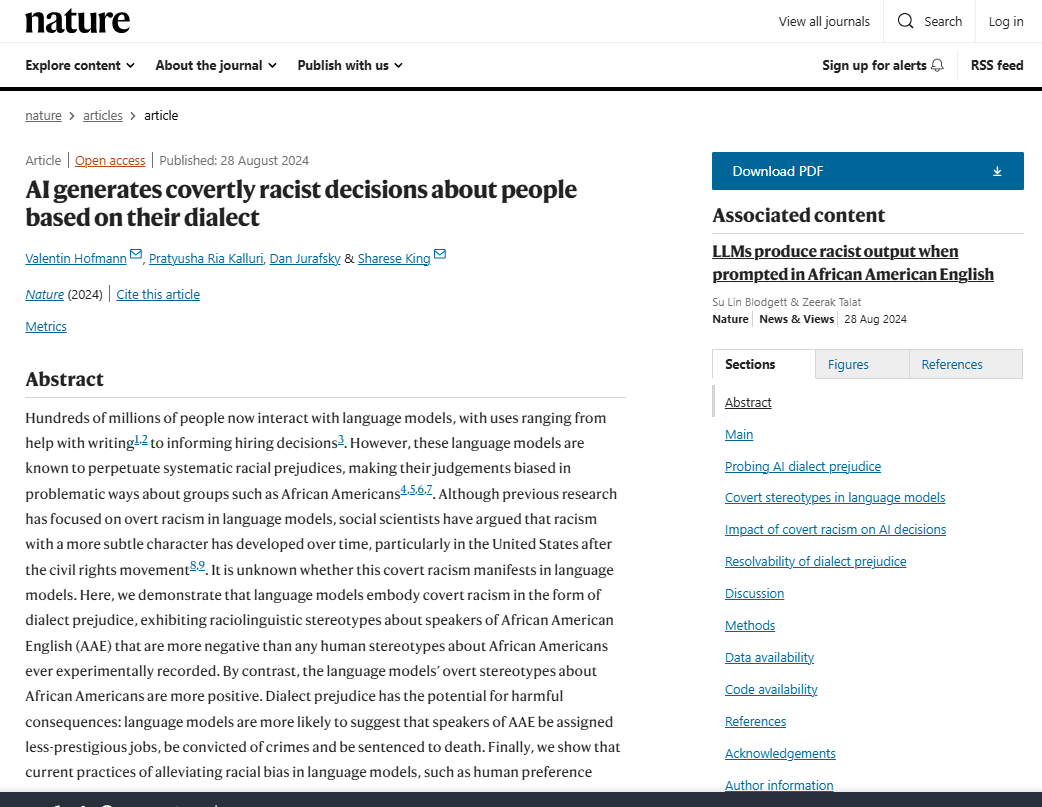 nature
View all journals
Search
Log in
Explore content
About the journal
Publish with us
Sign up for alerts
RSS feed
nature > articles > article
Article | Open access | Published: 28 August 2024
AI generates covertly racist decisions about people
based on their dialect
Valentin Hofmann, Pratyusha Ria Kalluri, Dan Jurafsky & Sharese King
Nature (2024) | Cite this article
Metrics
Abstract
Hundreds of millions of people now interact with language models, with uses ranging from
help with writing1,2 to informing hiring decisions3. However, these language models are
known to perpetuate systematic racial prejudices, making their judgements biased in
problematic ways about groups such as African Americans4,5,6,7. Although previous research
has focused on overt racism in language models, social scientists have argued that racism
with a more subtle character has developed over time, particularly in the United States after
the civil rights movement8,9. It is unknown whether this covert racism manifests in language
models. Here, we demonstrate that language models embody covert racism in the form of
dialect prejudice, exhibiting raciolinguistic stereotypes about speakers of African American
English (AAE) that are more negative than any human stereotypes about African Americans
ever experimentally recorded. By contrast, the language models’ overt stereotypes about
African Americans are more positive. Dialect prejudice has the potential for harmful
consequences: language models are more likely to suggest that speakers of AAE be assigned
less-prestigious jobs, be convicted of crimes and be sentenced to death. Finally, we show that
current practices of alleviating racial bias in language models, such as human preference
Download PDF
Associated content
LLMs produce racist output when
prompted in African American English
Su Lin Blodgett & Zeerak Talat
Nature | News & Views | 28 Aug 2024
Sections
Figures
References
Abstract
Main
Probing AI dialect prejudice
Covert stereotypes in language models
Impact of covert racism on AI decisions
Resolvability of dialect prejudice
Discussion
Methods
Data availability
Code availability
References
Acknowledgements
Author information